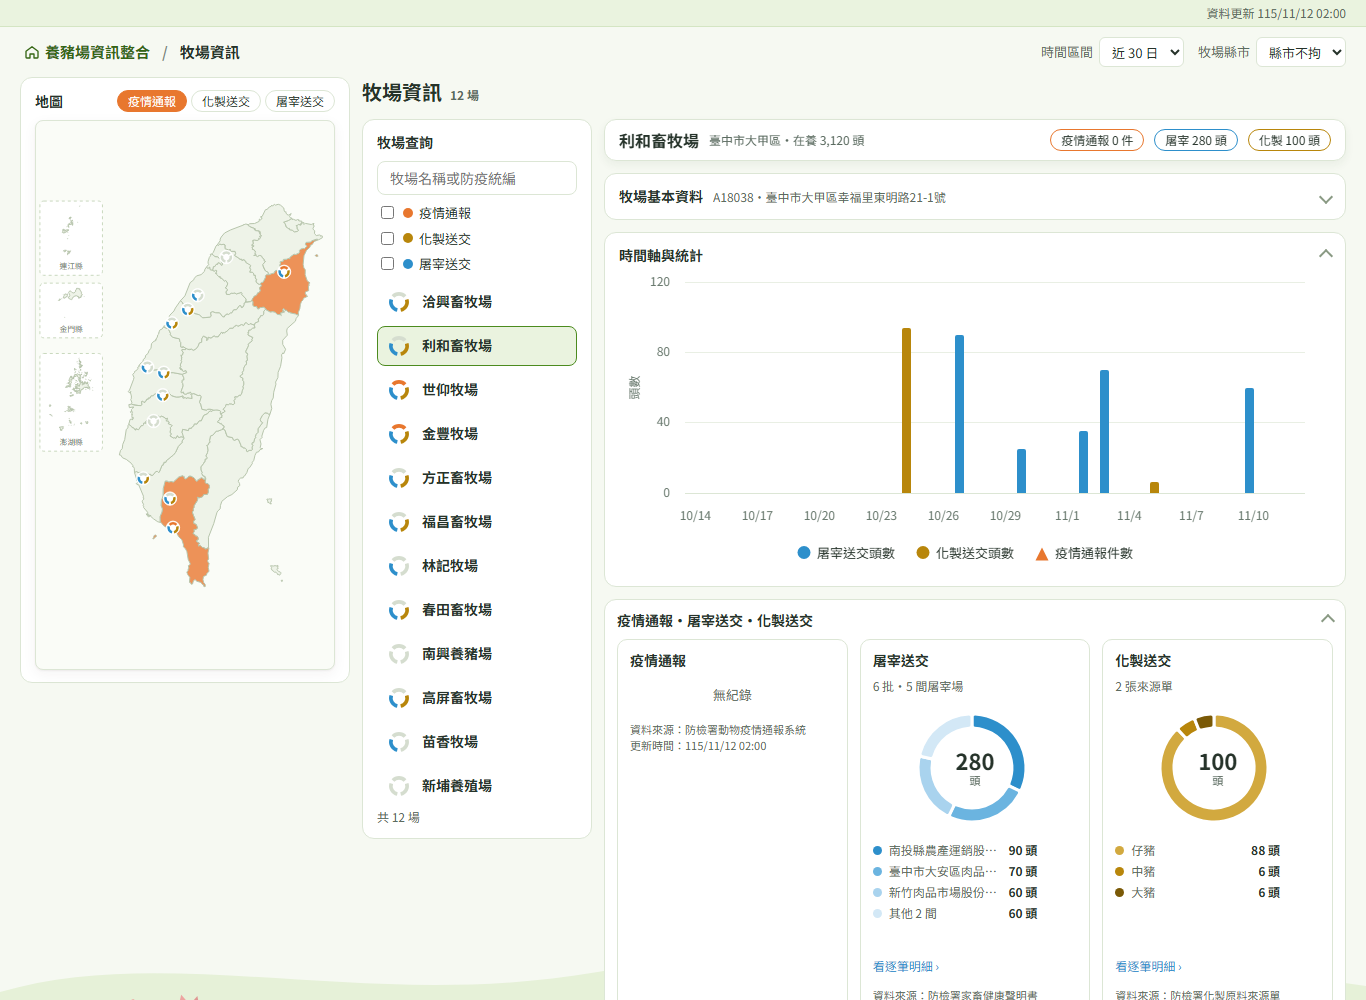 資料更新 115/11/12 02:00
養豬場資訊整合 / 牧場資訊
時間區間 近 30 日 牧場縣市 縣市不拘
地圖 疫情通報 化製送交 屠宰送交
連江縣
金門縣
澎湖縣
牧場資訊 12 場
牧場查詢
牧場名稱或防疫統編
疫情通報
化製送交
屠宰送交
洽興畜牧場
利和畜牧場
世仰牧場
金豐牧場
方正畜牧場
福昌畜牧場
林記牧場
春田畜牧場
南興養豬場
高屏畜牧場
苗香牧場
新埔養殖場
共 12 場
利和畜牧場 臺中市大甲區・在養 3,120 頭 疫情通報 0 件 屠宰 280 頭 化製 100 頭
牧場基本資料 A18038・臺中市大甲區幸福里東明路21-1號
時間軸與統計
頭數
120
80
40
0
10/14 10/17 10/20 10/23 10/26 10/29 11/1 11/4 11/7 11/10
屠宰送交頭數 化製送交頭數 疫情通報件數
疫情通報・屠宰送交・化製送交
疫情通報
無紀錄
資料來源：防檢署動物疫情通報系統
更新時間：115/11/12 02:00
屠宰送交
6 批・5 間屠宰場
280
頭
南投縣農產運銷股… 90 頭
臺中市大安區肉品… 70 頭
新竹肉品市場股份… 60 頭
其他 2 間 60 頭
看逐筆明細 ›
資料來源：防檢署家畜健康聲明書
化製送交
2 張來源單
100
頭
仔豬 88 頭
中豬 6 頭
大豬 6 頭
看逐筆明細 ›
資料來源：防檢署化製原料來源單